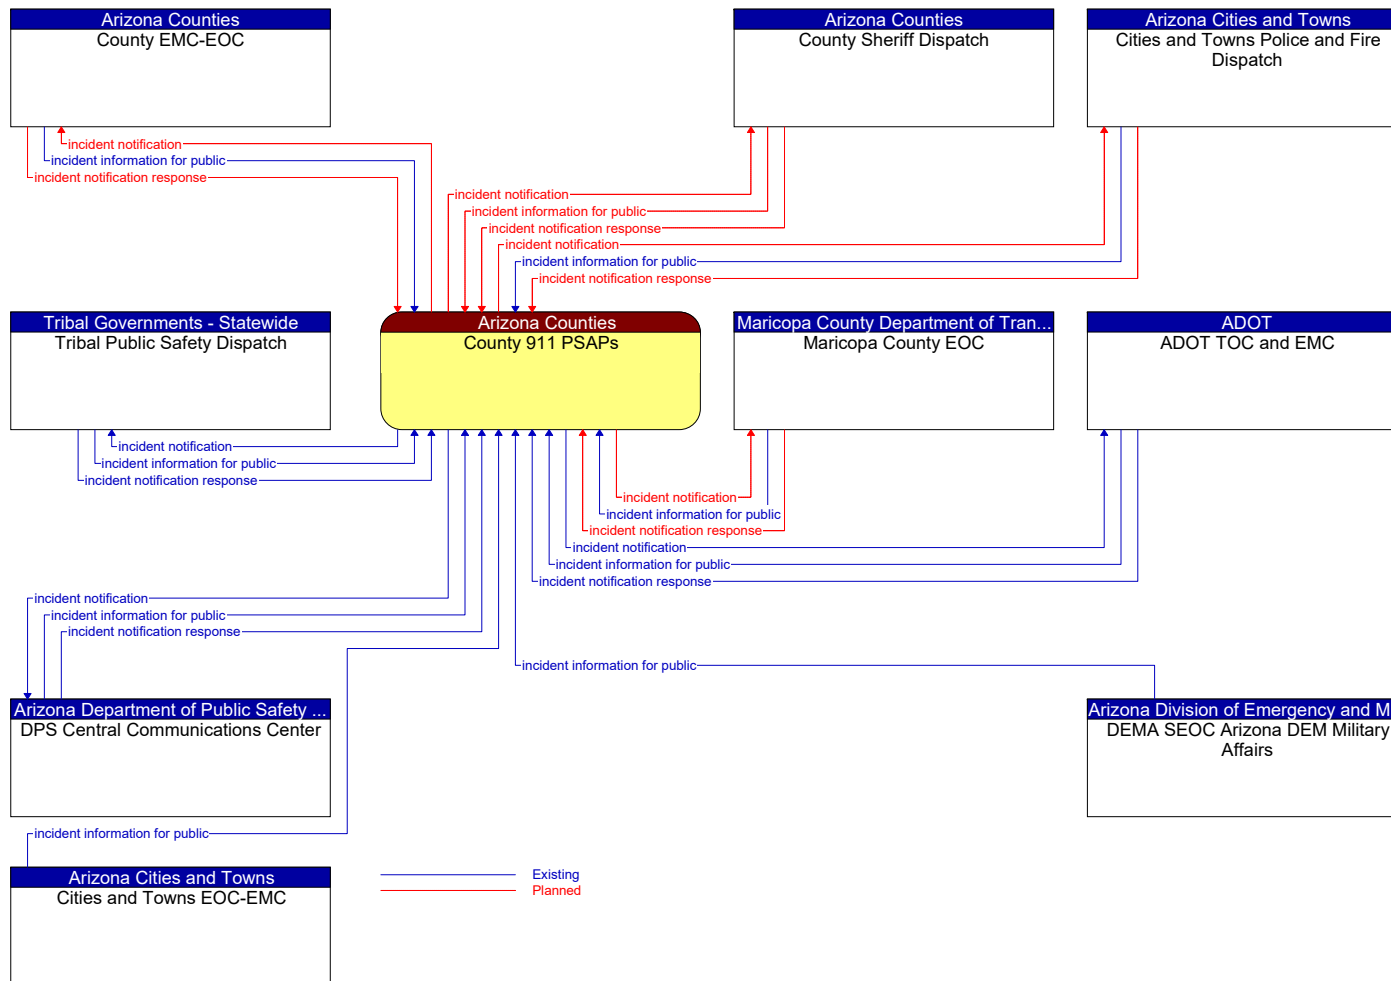 Arizona Counties
County EMC-EOC
Arizona Counties
County Sheriff Dispatch
Arizona Cities and Towns
Cities and Towns Police and Fire
Dispatch
incident notification
incident information for public
incident notification response
incident notification
incident information for public
incident notification response
incident notification
incident information for public
incident notification response
Tribal Governments - Statewide
Tribal Public Safety Dispatch
Arizona Counties
County 911 PSAPs
Maricopa County Department of Tran...
Maricopa County EOC
ADOT
ADOT TOC and EMC
incident notification
incident information for public
incident notification response
incident notification
incident information for public
incident notification response
incident notification
incident information for public
incident notification response
incident notification
incident information for public
incident notification response
incident information for public
Arizona Department of Public Safety ...
DPS Central Communications Center
Arizona Division of Emergency and M
DEMA SEOC Arizona DEM Military
Affairs
incident information for public
Arizona Cities and Towns
Cities and Towns EOC-EMC
Existing
Planned